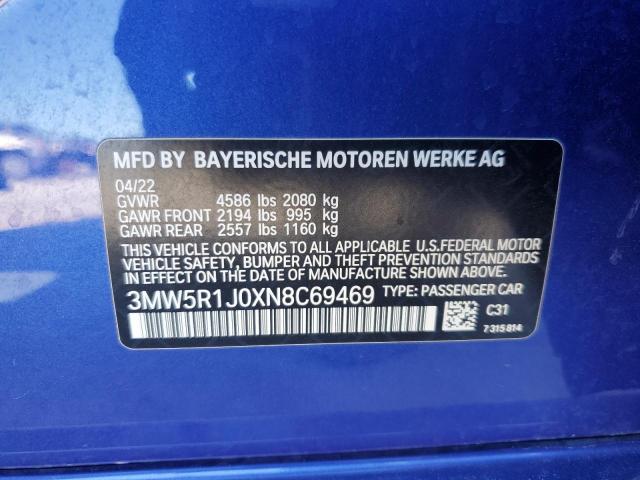 MFD BY BAYERISCHE MOTOREN WERKE AG
04/22
GVWR 4586 lbs 2080 kg
GAWR FRONT 2194 lbs 995 kg
GAWR REAR 2557 lbs 1160 kg
THIS VEHICLE CONFORMS TO ALL APPLICABLE U.S.FEDERAL MOTOR
VEHICLE SAFETY, BUMPER AND THEFT PREVENTION STANDARDS
IN EFFECT ON THE DATE OF MANUFACTURE SHOWN ABOVE.
3MW5R1J0XN8C69469 TYPE: PASSENGER CAR
C31
7315814